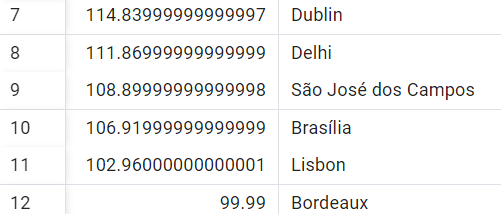 7 114.83999999999997 Dublin
8 111.86999999999999 Delhi
9 108.89999999999998 São José dos Campos
10 106.91999999999999 Brasília
11 102.96000000000001 Lisbon
12 99.99 Bordeaux